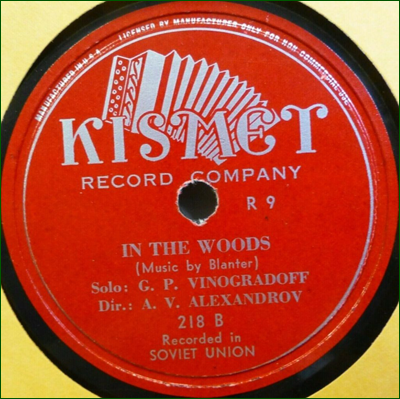 MANUFACTURED IN U.S.A.
LICENSED BY MANUFACTURER ONLY FOR NON-COMMERCIAL USE
KISMET
RECORD COMPANY
R 9
IN THE WOODS
(Music by Blanter)
Solo: G. P. VINOGRADOFF
Dir.: A. V. ALEXANDROV
218 B
Recorded in
SOVIET UNION